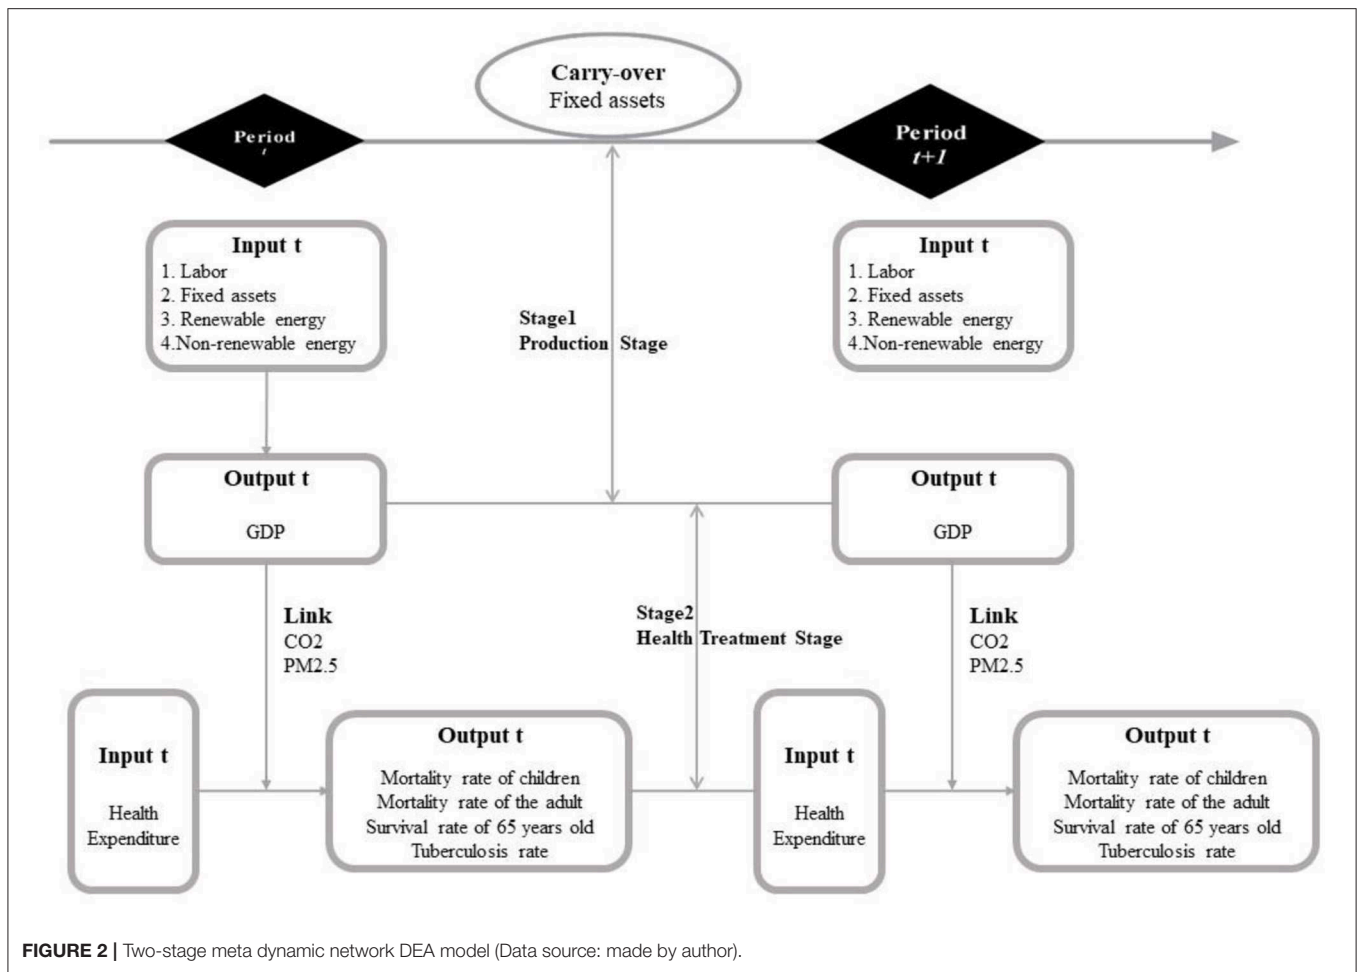 Carry-over
Fixed assets
Period
t
Period
t+1
Input t
1. Labor
2. Fixed assets
3. Renewable energy
4.Non-renewable energy
Input t
1. Labor
2. Fixed assets
3. Renewable energy
4.Non-renewable energy
Stage1
Production Stage
Output t
GDP
Output t
GDP
Link
CO2
PM2.5
Stage2
Health Treatment Stage
Link
CO2
PM2.5
Input t
Health
Expenditure
Output t
Mortality rate of children
Mortality rate of the adult
Survival rate of 65 years old
Tuberculosis rate
Input t
Health
Expenditure
Output t
Mortality rate of children
Mortality rate of the adult
Survival rate of 65 years old
Tuberculosis rate
FIGURE 2 | Two-stage meta dynamic network DEA model (Data source: made by author).